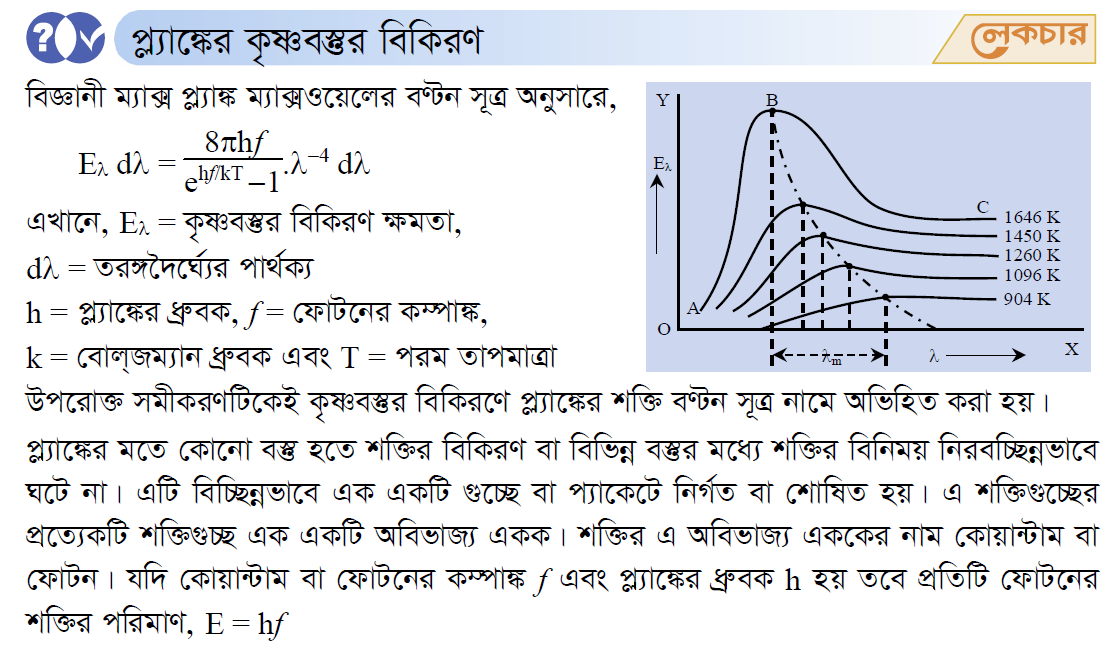 প্ল্যাঙ্কের কৃষ্ণবস্তুর বিকিরণ
লেকচার
বিজ্ঞানী ম্যাক্স প্ল্যাঙ্ক ম্যাক্সওয়েলের বণ্টন সূত্র অনুসারে,
E_λ dλ = 8πhf / (e^{hf/kT} – 1) . λ^{–4} dλ
এখানে, E_λ = কৃষ্ণবস্তুর বিকিরণ ক্ষমতা,
dλ = তরঙ্গদৈর্ঘ্যের পার্থক্য
h = প্ল্যাঙ্কের ধ্রুবক, f = ফোটনের কম্পাঙ্ক,
k = বোল্জম্যান ধ্রুবক এবং T = পরম তাপমাত্রা
Y
B
E_λ
C
1646 K
1450 K
1260 K
1096 K
904 K
A
O
λ_m
λ
X
উপরোক্ত সমীকরণটিকেই কৃষ্ণবস্তুর বিকিরণে প্ল্যাঙ্কের শক্তি বণ্টন সূত্র নামে অভিহিত করা হয়।
প্ল্যাঙ্কের মতে কোনো বস্তু হতে শক্তির বিকিরণ বা বিভিন্ন বস্তুর মধ্যে শক্তির বিনিময় নিরবচ্ছিন্নভাবে
ঘটে না। এটি বিচ্ছিন্নভাবে এক একটি গুচ্ছে বা প্যাকেটে নির্গত বা শোষিত হয়। এ শক্তিগুচ্ছের
প্রত্যেকটি শক্তিগুচ্ছ এক একটি অবিভাজ্য একক। শক্তির এ অবিভাজ্য এককের নাম কোয়ান্টাম বা
ফোটন। যদি কোয়ান্টাম বা ফোটনের কম্পাঙ্ক f এবং প্ল্যাঙ্কের ধ্রুবক h হয় তবে প্রতিটি ফোটনের
শক্তির পরিমাণ, E = hf